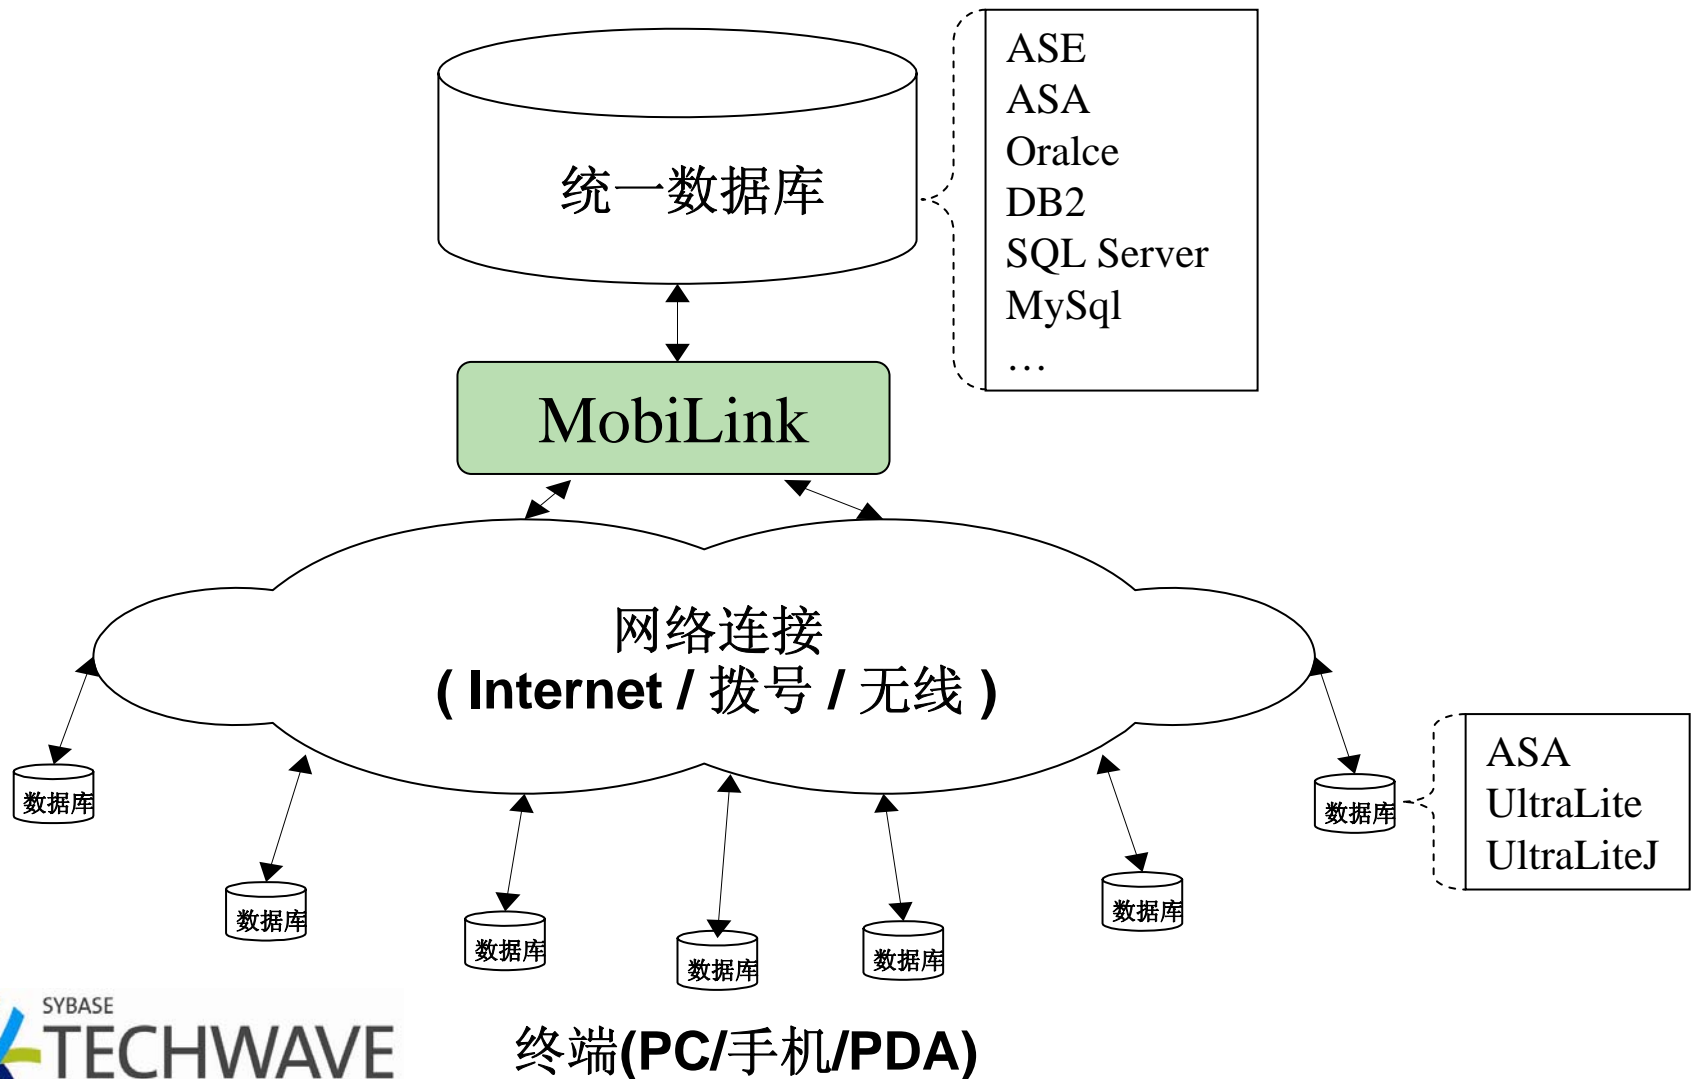 统一数据库
ASE
ASA
Oralce
DB2
SQL Server
MySql
…
MobiLink
网络连接
( Internet / 拨号 / 无线 )
数据库
数据库
数据库
数据库
数据库
数据库
数据库
ASA
UltraLite
UltraLiteJ
终端(PC/手机/PDA)
SYBASE
TECHWAVE